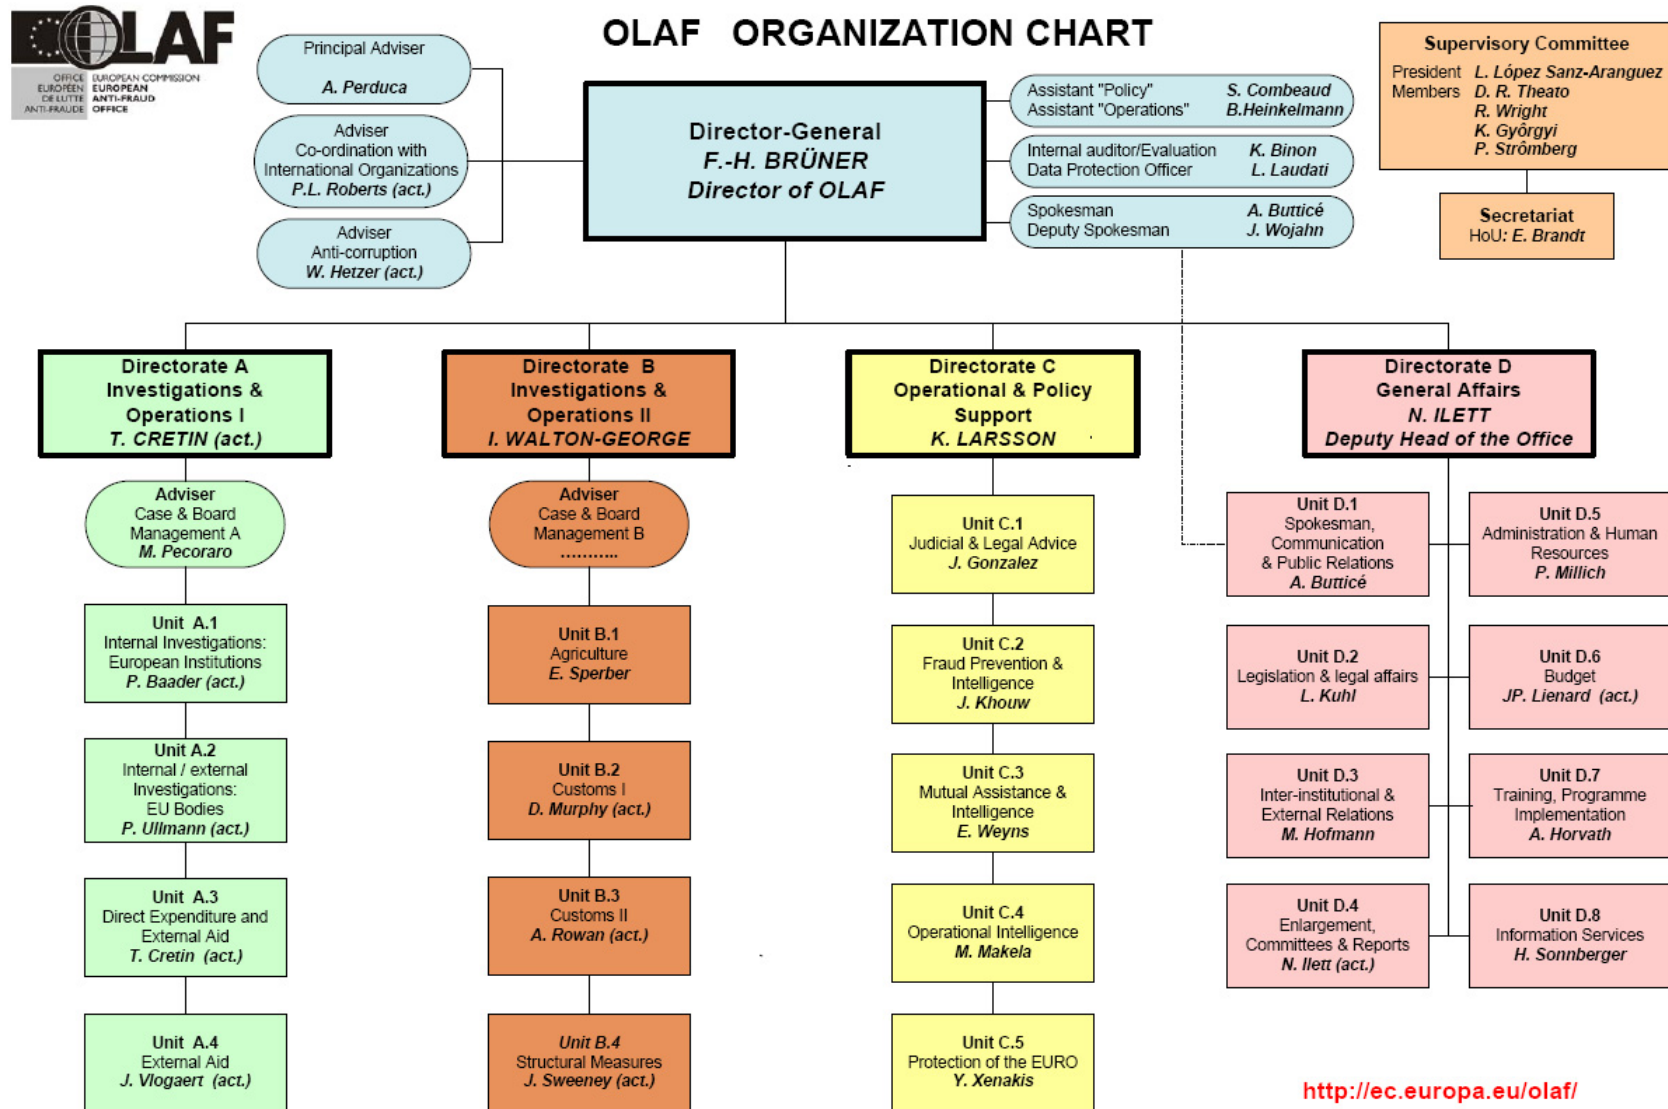 OLAF
OFFICE EUROPEAN COMMISSION
EUROPÉEN EUROPEAN
DE LUTTE ANTI-FRAUD
ANTI-FRAUDE OFFICE
OLAF ORGANIZATION CHART
Principal Adviser
A. Perduca
Adviser
Co-ordination with
International Organizations
P.L. Roberts (act.)
Adviser
Anti-corruption
W. Hetzer (act.)
Director-General
F.-H. BRÜNER
Director of OLAF
Assistant "Policy" S. Combeaud
Assistant "Operations" B.Heinkelmann
Internal auditor/Evaluation K. Binon
Data Protection Officer L. Laudati
Spokesman A. Butticé
Deputy Spokesman J. Wojahn
Supervisory Committee
President L. López Sanz-Aranguez
Members D. R. Theato
R. Wright
K. Gyôrgyi
P. Strômberg
Secretariat
HoU: E. Brandt
Directorate A
Investigations &
Operations I
T. CRETIN (act.)
Adviser
Case & Board
Management A
M. Pecoraro
Unit A.1
Internal Investigations:
European Institutions
P. Baader (act.)
Unit A.2
Internal / external
Investigations:
EU Bodies
P. Ullmann (act.)
Unit A.3
Direct Expenditure and
External Aid
T. Cretin (act.)
Unit A.4
External Aid
J. Vlogaert (act.)
Directorate B
Investigations &
Operations II
I. WALTON-GEORGE
Adviser
Case & Board
Management B
...........
Unit B.1
Agriculture
E. Sperber
Unit B.2
Customs I
D. Murphy (act.)
Unit B.3
Customs II
A. Rowan (act.)
Unit B.4
Structural Measures
J. Sweeney (act.)
Directorate C
Operational & Policy
Support
K. LARSSON
Unit C.1
Judicial & Legal Advice
J. Gonzalez
Unit C.2
Fraud Prevention &
Intelligence
J. Khouw
Unit C.3
Mutual Assistance &
Intelligence
E. Weyns
Unit C.4
Operational Intelligence
M. Makela
Unit C.5
Protection of the EURO
Y. Xenakis
Directorate D
General Affairs
N. ILETT
Deputy Head of the Office
Unit D.1
Spokesman,
Communication
& Public Relations
A. Butticé
Unit D.2
Legislation & legal affairs
L. Kuhl
Unit D.3
Inter-institutional &
External Relations
M. Hofmann
Unit D.4
Enlargement,
Committees & Reports
N. Ilett (act.)
Unit D.5
Administration & Human
Resources
P. Millich
Unit D.6
Budget
JP. Lienard (act.)
Unit D.7
Training, Programme
Implementation
A. Horvath
Unit D.8
Information Services
H. Sonnberger
http://ec.europa.eu/olaf/